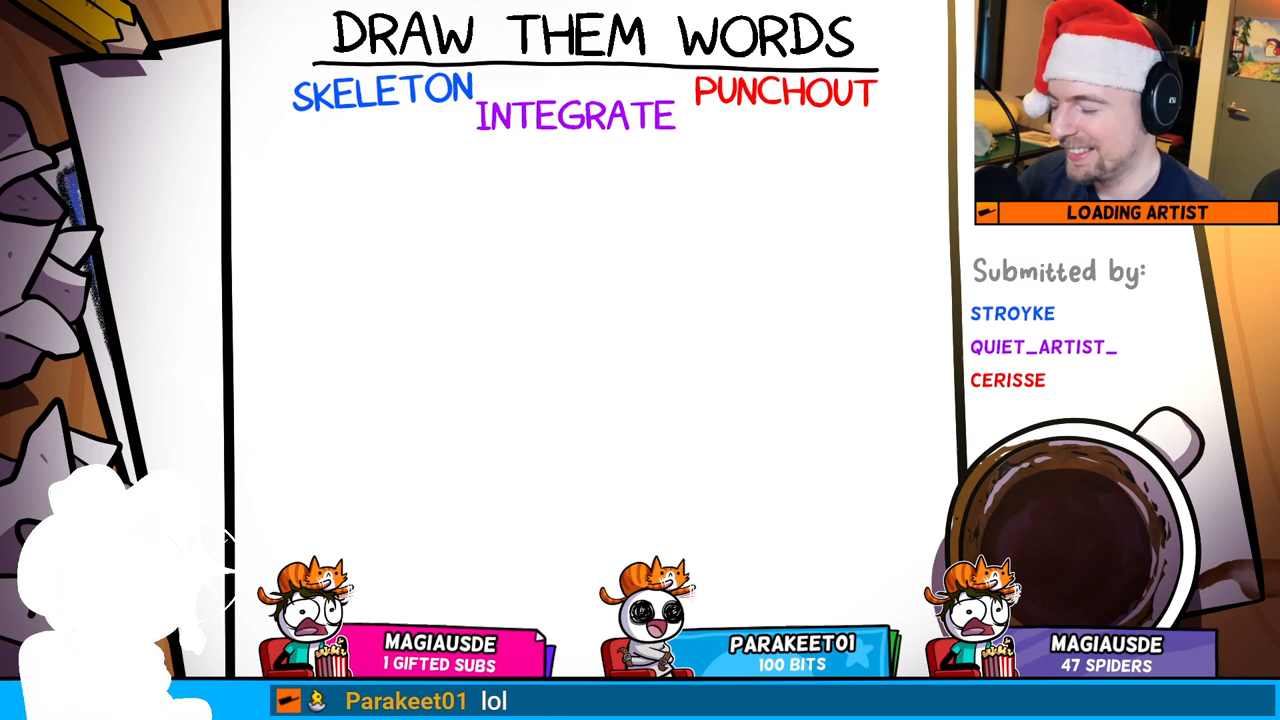 DRAW THEM WORDS
SKELETON
INTEGRATE
PUNCHOUT
LOADING ARTIST
Submitted by:
STROYKE
QUIET_ARTIST_
CERISSE
MAGIAUSDE
1 GIFTED SUBS
PARAKEET01
100 BITS
MAGIAUSDE
47 SPIDERS
Parakeet01 lol